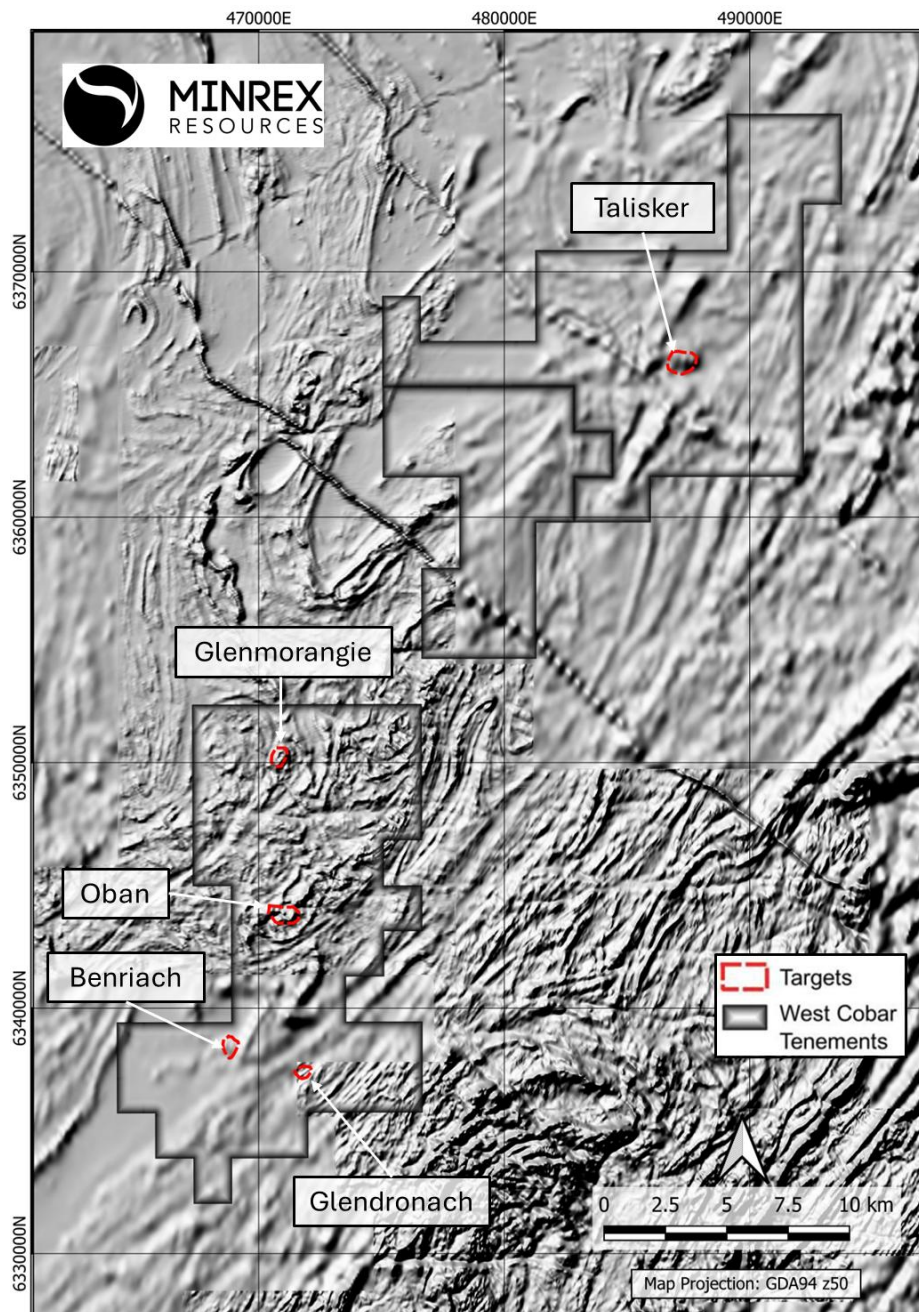 470000E
480000E
490000E
MINREX
RESOURCES
Talisker
6370000N
6360000N
Glenmorangie
6350000N
Oban
Benriach
Targets
West Cobar
Tenements
6340000N
Glendronach
0 2.5 5 7.5 10 km
6330000N
Map Projection: GDA94 z50